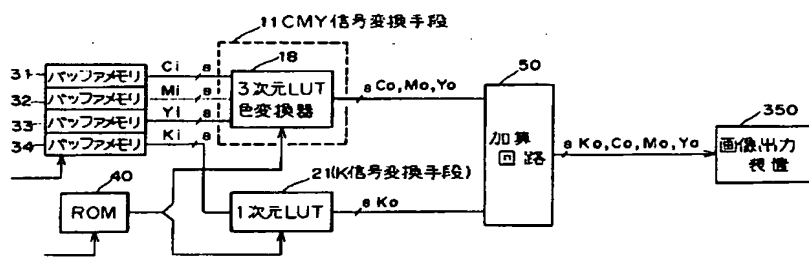 11 CMY信号変換手段
31 バッファメモリ Ci 8
32 バッファメモリ Mi 8
33 バッファメモリ Yi 8
34 バッファメモリ Ki 8
18
3次元LUT
色変換器
8 Co,Mo,Yo
50
加算
回路
8 Ko,Co,Mo,Yo
350
画像出力
装置
40
ROM
21(K信号変換手段)
1次元LUT
8 Ko